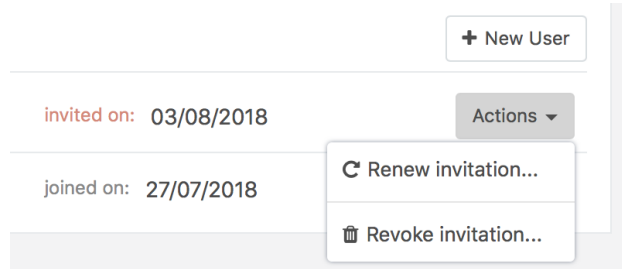 New User
invited on: 03/08/2018 Actions
Renew invitation...
joined on: 27/07/2018
Revoke invitation...